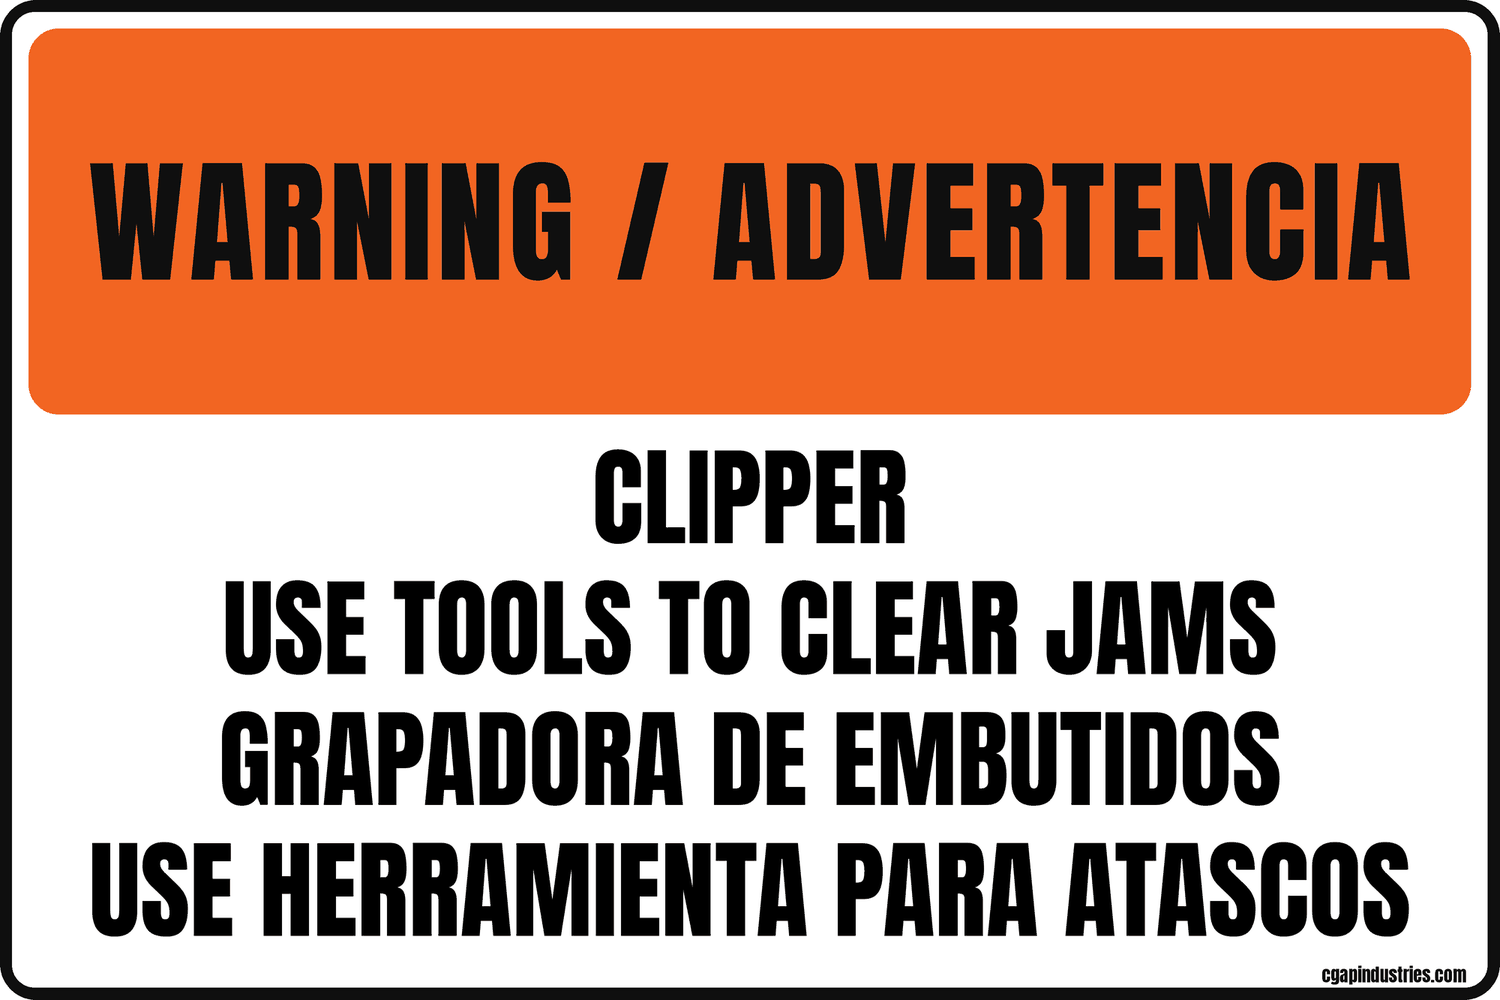 WARNING / ADVERTENCIA
CLIPPER
USE TOOLS TO CLEAR JAMS
GRAPADORA DE EMBUTIDOS
USE HERRAMIENTA PARA ATASCOS
cgapindustries.com